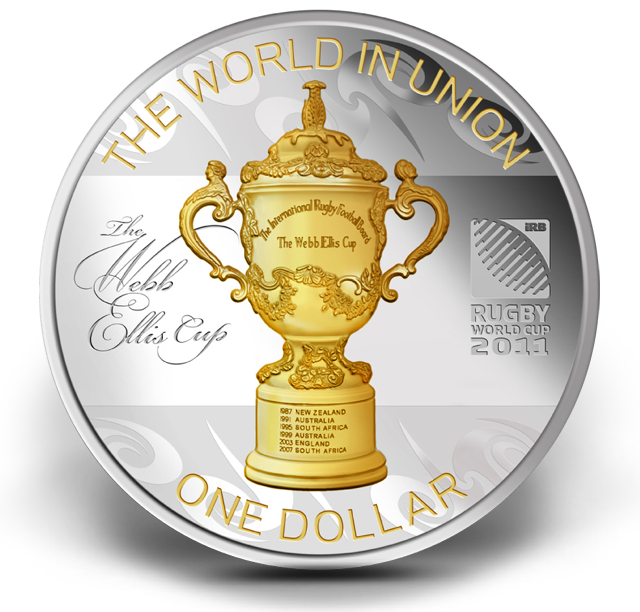 THE WORLD IN UNION
The International Rugby Football Board
The Webb Ellis Cup
The
Webb
Ellis Cup
IRB
RUGBY
WORLD CUP
2011
1987 NEW ZEALAND
1991 AUSTRALIA
1995 SOUTH AFRICA
1999 AUSTRALIA
2003 ENGLAND
2007 SOUTH AFRICA
ONE DOLLAR